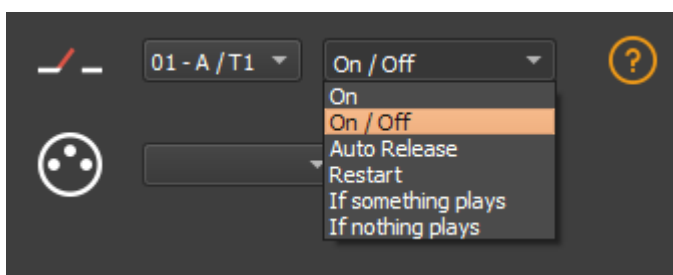 01 - A / T1
On / Off
?
On
On / Off
Auto Release
Restart
If something plays
If nothing plays